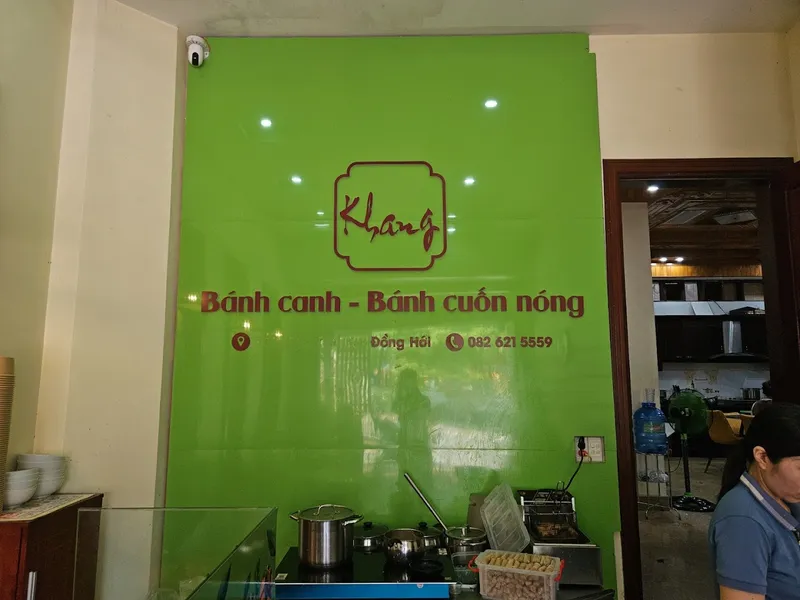 Khang
Bánh canh - Bánh cuốn nóng
Đồng Hới 082 621 5559